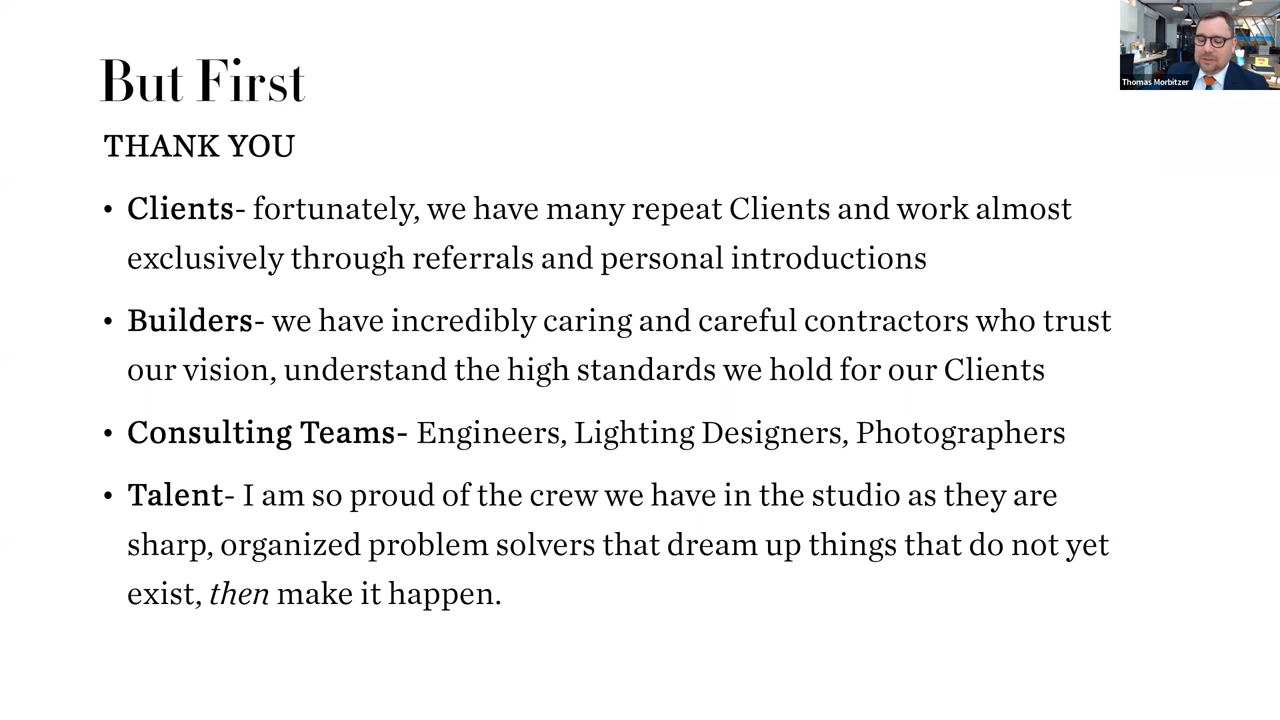 But First
THANK YOU
• Clients- fortunately, we have many repeat Clients and work almost
exclusively through referrals and personal introductions
• Builders- we have incredibly caring and careful contractors who trust
our vision, understand the high standards we hold for our Clients
• Consulting Teams- Engineers, Lighting Designers, Photographers
• Talent- I am so proud of the crew we have in the studio as they are
sharp, organized problem solvers that dream up things that do not yet
exist, then make it happen.
Thomas Morbitzer